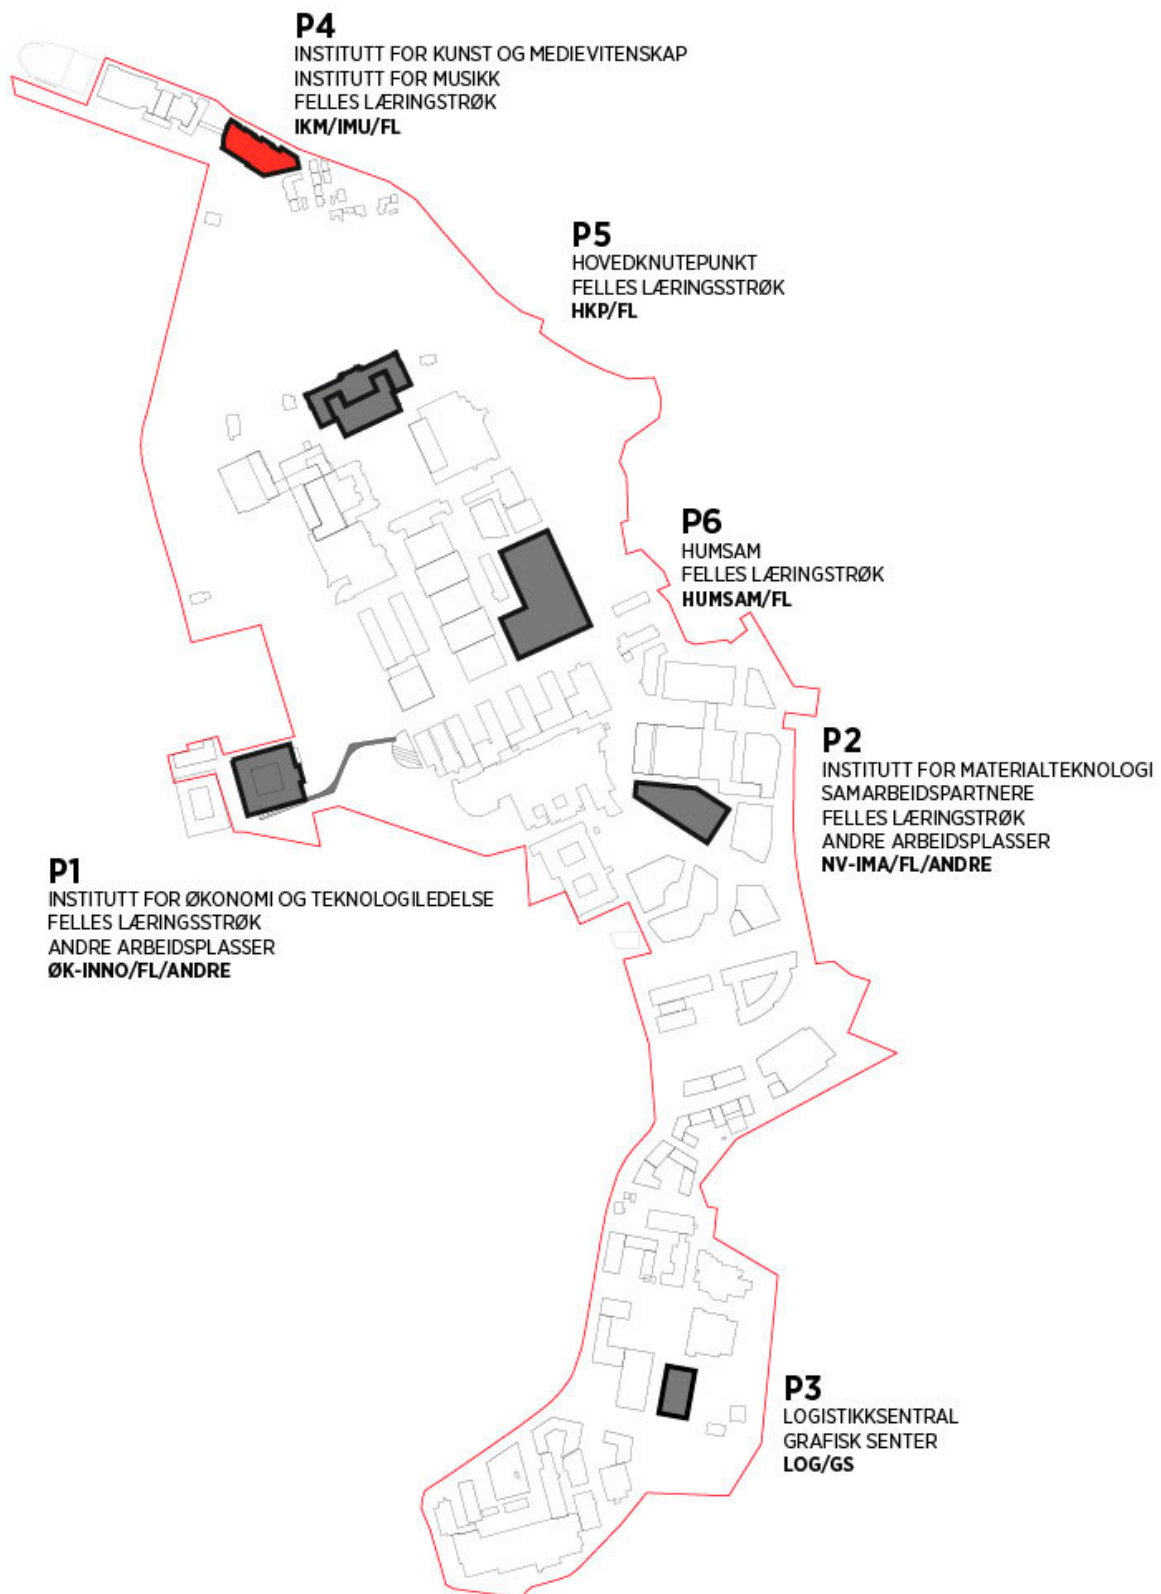 P4
INSTITUTT FOR KUNST OG MEDIEVITENSKAP
INSTITUTT FOR MUSIKK
FELLES LÆRINGSTRØK
IKM/IMU/FL
P5
HOVEDKNUTEPUNKT
FELLES LÆRINGSSTRØK
HKP/FL
P6
HUMSAM
FELLES LÆRINGSTRØK
HUMSAM/FL
P2
INSTITUTT FOR MATERIALTEKNOLOGI
SAMARBEIDSPARTNERE
FELLES LÆRINGSTRØK
ANDRE ARBEIDSPLASSER
NV-IMA/FL/ANDRE
P1
INSTITUTT FOR ØKONOMI OG TEKNOLOGILEDELSE
FELLES LÆRINGSSTRØK
ANDRE ARBEIDSPLASSER
ØK-INNO/FL/ANDRE
P3
LOGISTIKKSENTRAL
GRAFISK SENTER
LOG/GS